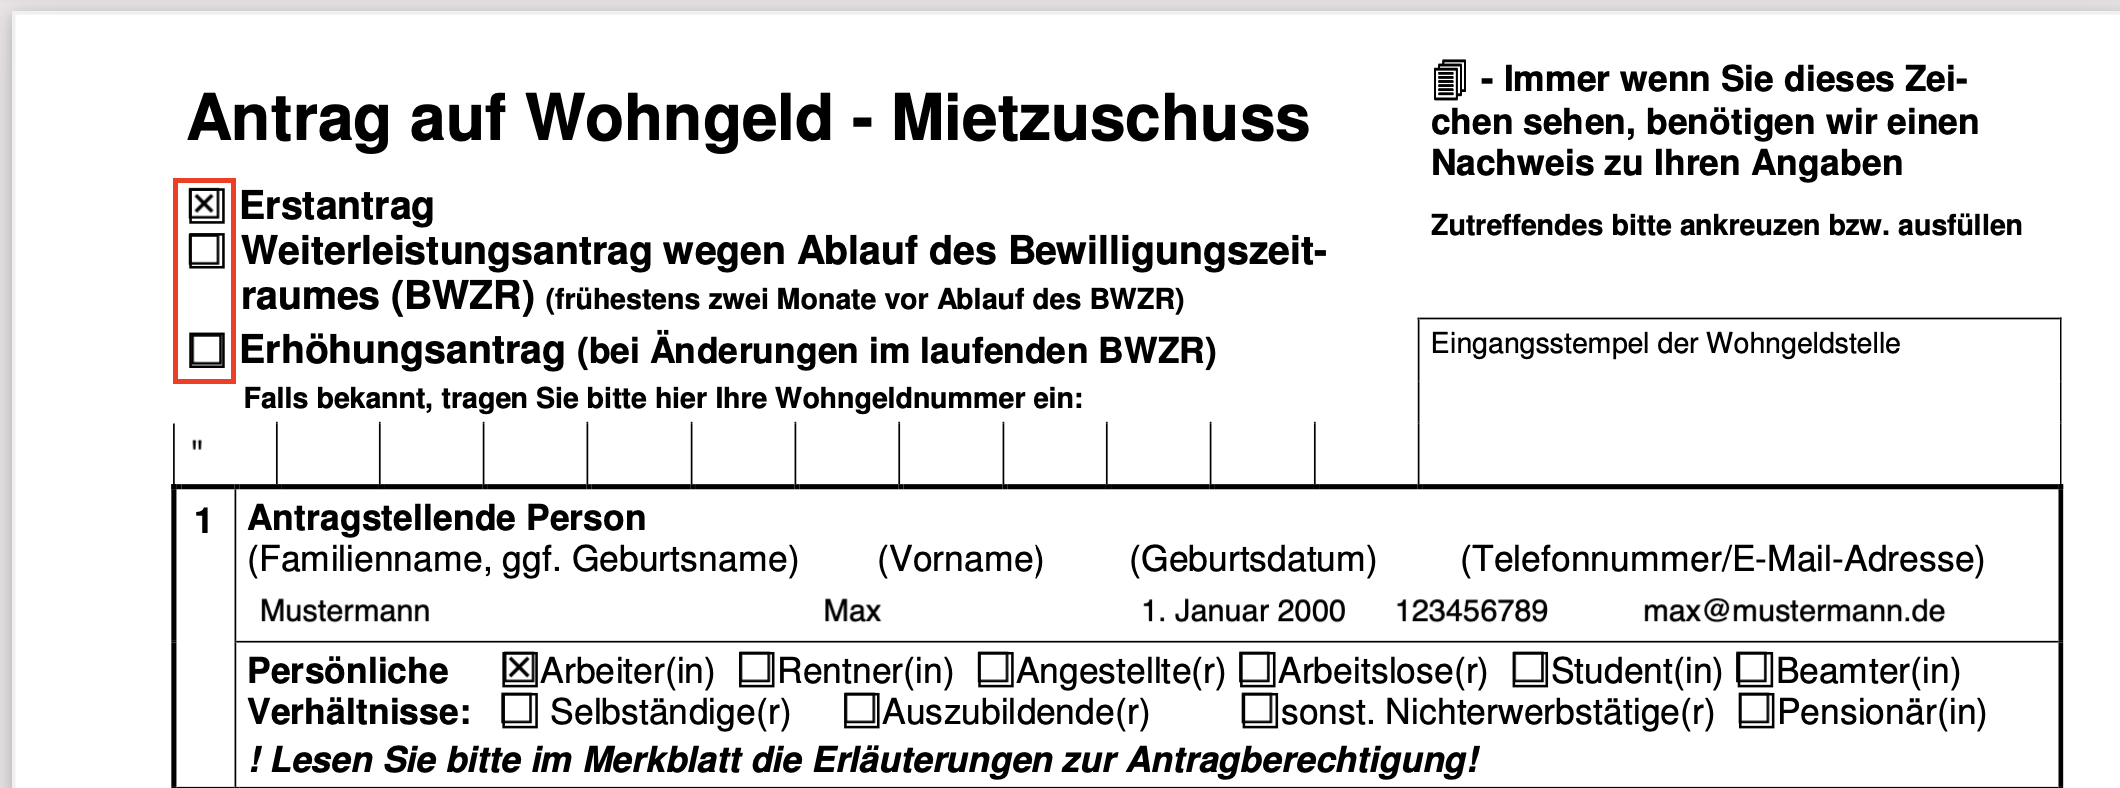 Antrag auf Wohngeld - Mietzuschuss
- Immer wenn Sie dieses Zei-
chen sehen, benötigen wir einen
Nachweis zu Ihren Angaben
Zutreffendes bitte ankreuzen bzw. ausfüllen
☒ Erstantrag
☐ Weiterleistungsantrag wegen Ablauf des Bewilligungszeit-
raumes (BWZR) (frühestens zwei Monate vor Ablauf des BWZR)
☐ Erhöhungsantrag (bei Änderungen im laufenden BWZR)
Falls bekannt, tragen Sie bitte hier Ihre Wohngeldnummer ein:
"
Eingangsstempel der Wohngeldstelle
1 Antragstellende Person
(Familienname, ggf. Geburtsname) (Vorname) (Geburtsdatum) (Telefonnummer/E-Mail-Adresse)
Mustermann Max 1. Januar 2000 123456789 max@mustermann.de
Persönliche ☒ Arbeiter(in) ☐ Rentner(in) ☐ Angestellte(r) ☐ Arbeitslose(r) ☐ Student(in) ☐ Beamter(in)
Verhältnisse: ☐ Selbständige(r) ☐ Auszubildende(r) ☐ sonst. Nichterwerbstätige(r) ☐ Pensionär(in)
! Lesen Sie bitte im Merkblatt die Erläuterungen zur Antragberechtigung!